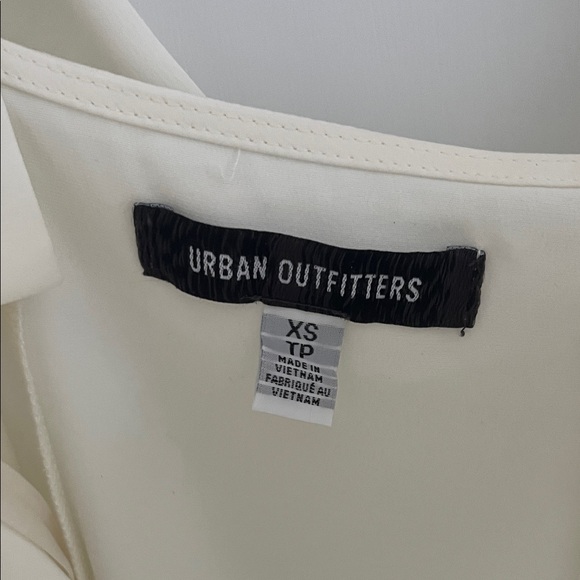 URBAN OUTFITTERS
XS
TP
MADE IN
VIETNAM
FABRIQUÉ AU
VIETNAM